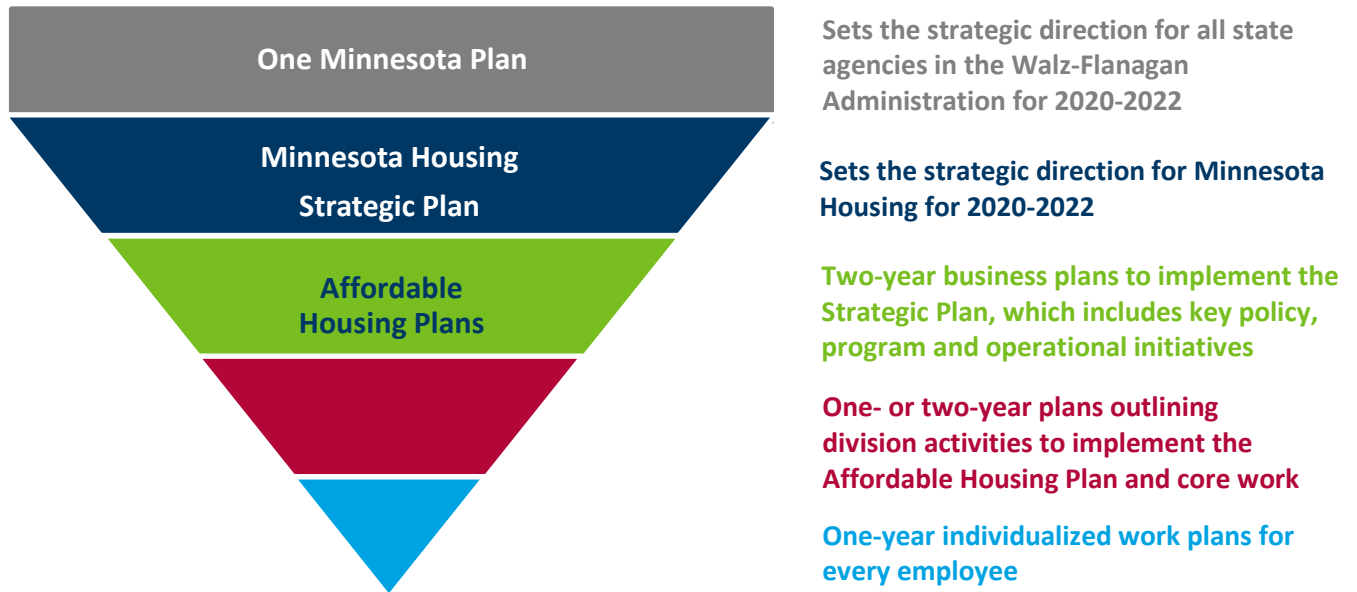 One Minnesota Plan
Sets the strategic direction for all state
agencies in the Walz-Flanagan
Administration for 2020-2022
Minnesota Housing
Strategic Plan
Sets the strategic direction for Minnesota
Housing for 2020-2022
Affordable
Housing Plans
Two-year business plans to implement the
Strategic Plan, which includes key policy,
program and operational initiatives
One- or two-year plans outlining
division activities to implement the
Affordable Housing Plan and core work
One-year individualized work plans for
every employee